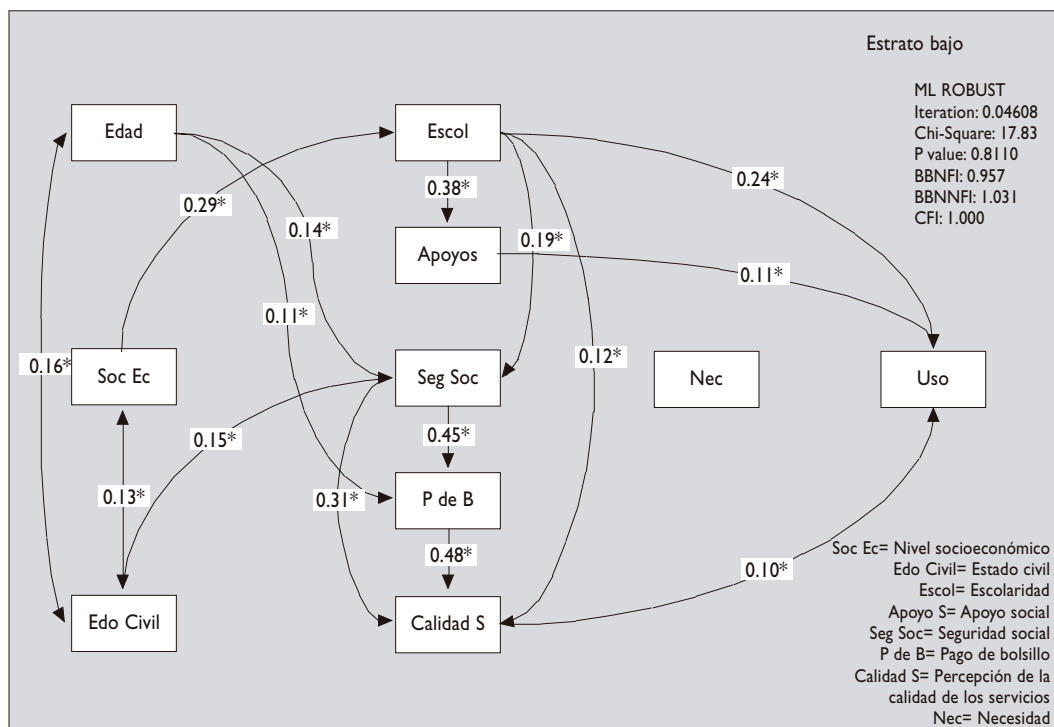 Estrato bajo
ML ROBUST
Iteration: 0.04608
Chi-Square: 17.83
P value: 0.8110
BBNFI: 0.957
BBNNFI: 1.031
CFI: 1.000
Edad
Escol
0.38*
0.24*
0.29*
0.14*
0.19*
Apoyos
0.11*
0.11*
0.16*
Soc Ec
Seg Soc
0.12*
Nec
Uso
0.15*
0.45*
0.13*
0.31*
P de B
0.48*
0.10*
Edo Civil
Calidad S
Soc Ec= Nivel socioeconómico
Edo Civil= Estado civil
Escol= Escolaridad
Apoyo S= Apoyo social
Seg Soc= Seguridad social
P de B= Pago de bolsillo
Calidad S= Percepción de la
calidad de los servicios
Nec= Necesidad